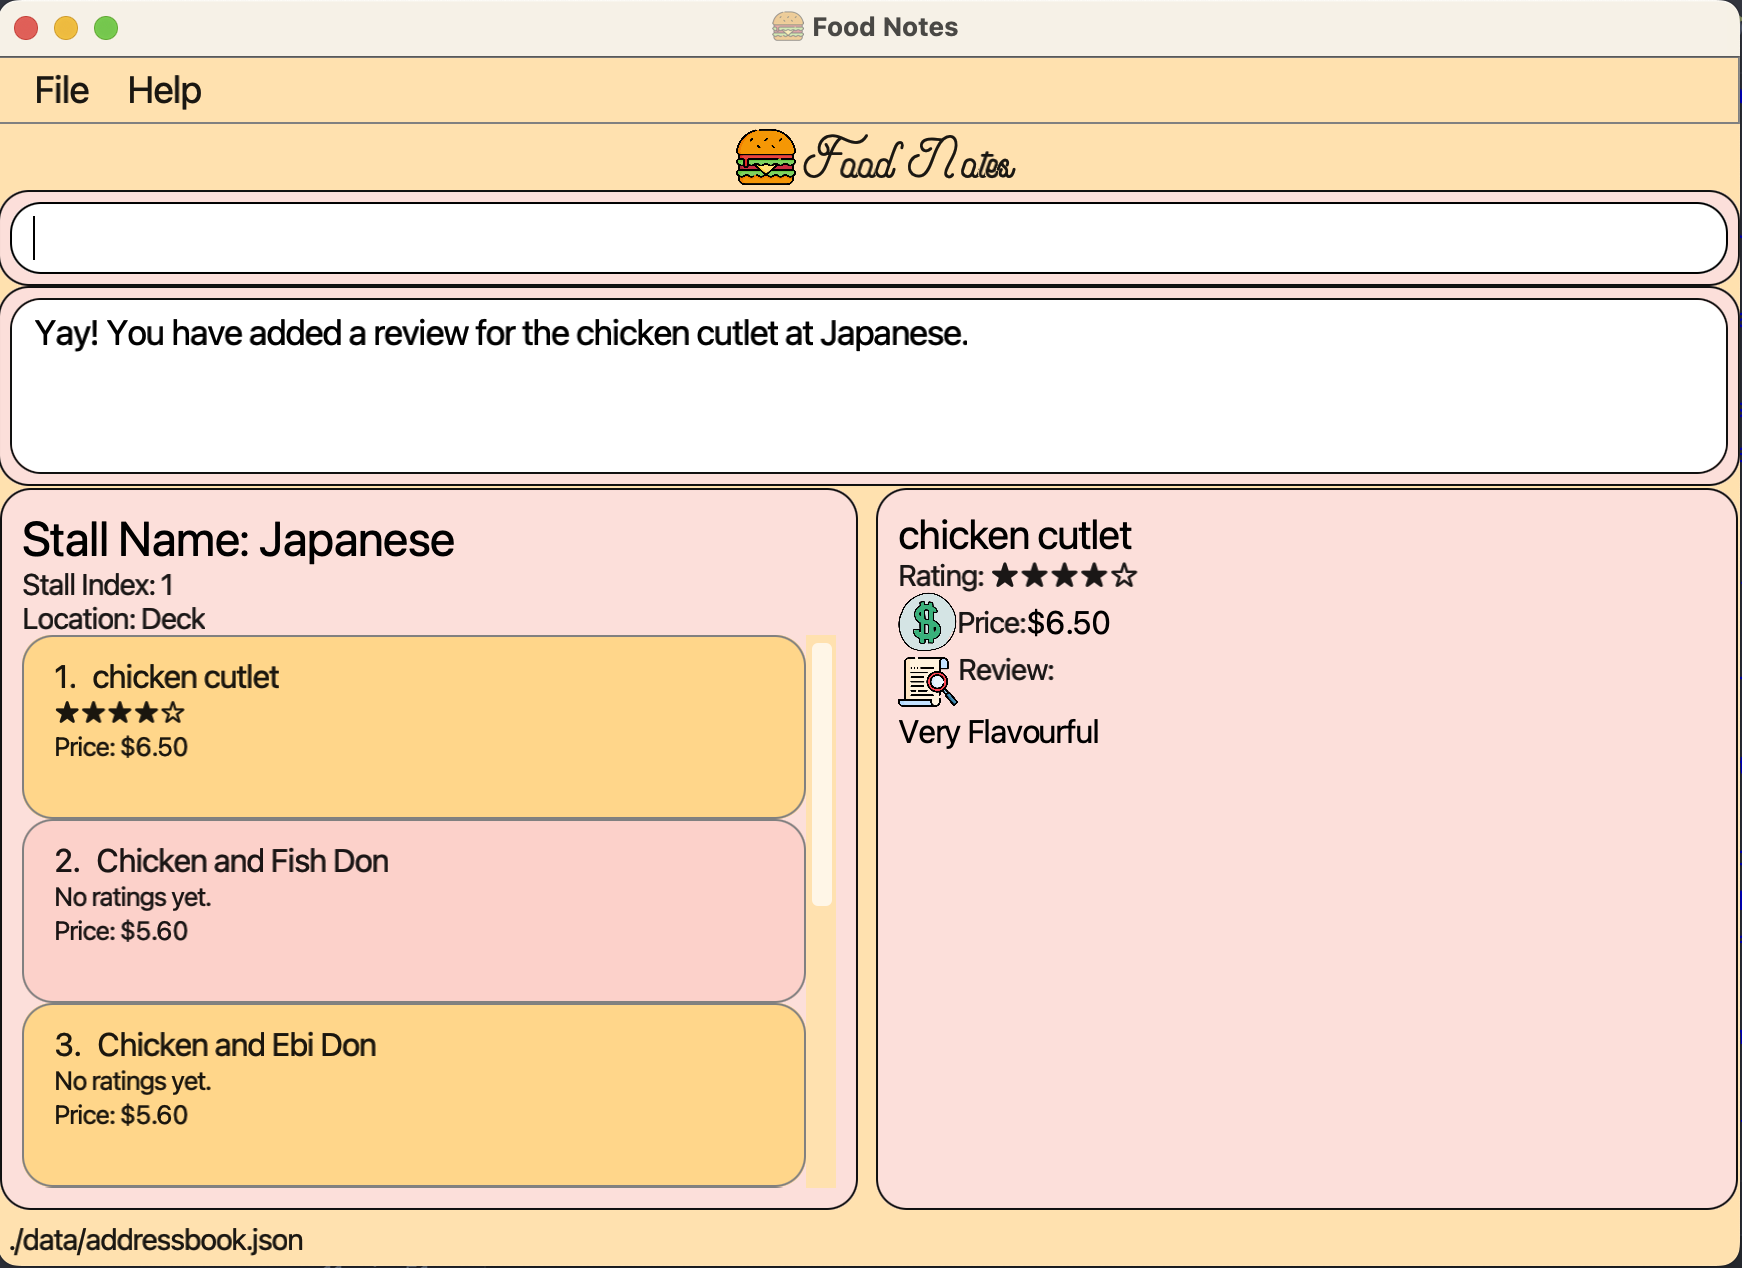 Food Notes
File Help
Food Notes
Yay! You have added a review for the chicken cutlet at Japanese.
Stall Name: Japanese
Stall Index: 1
Location: Deck
1. chicken cutlet
★★★★☆
Price: $6.50
2. Chicken and Fish Don
No ratings yet.
Price: $5.60
3. Chicken and Ebi Don
No ratings yet.
Price: $5.60
chicken cutlet
Rating: ★★★★☆
$ Price:$6.50
Review:
Very Flavourful
./data/addressbook.json